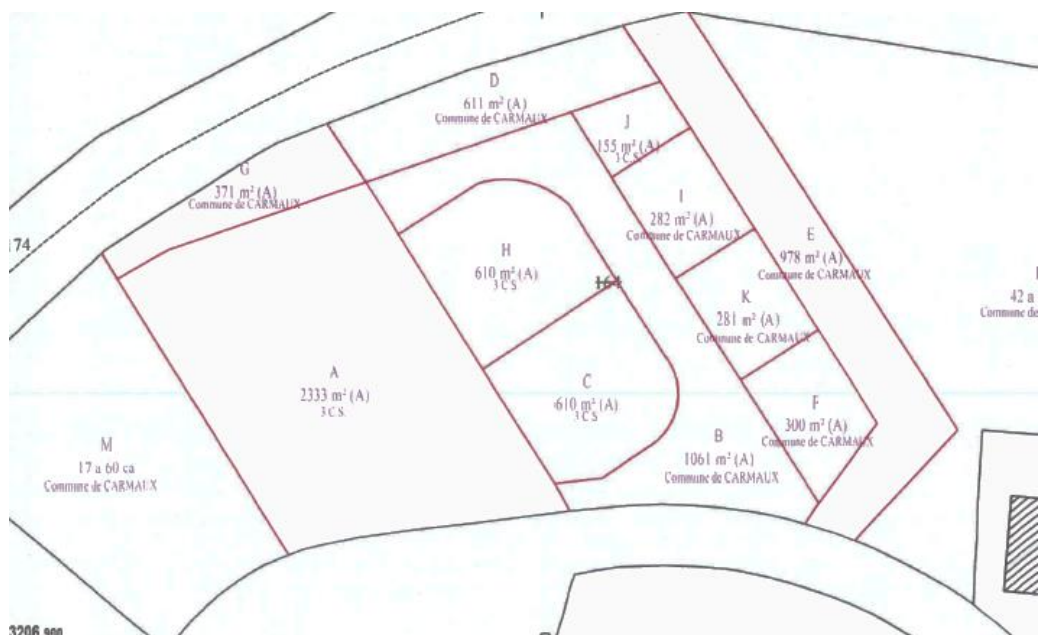 D
611 m² (A)
Commune de CARMAUX
J
155 m² (A)
3 C.S.
G
371 m² (A)
Commune de CARMAUX
I
282 m² (A)
Commune de CARMAUX
174
H
610 m² (A)
3 C S
E
978 m² (A)
Commune de CARMAUX
164
K
281 m² (A)
Commune de CARMAUX
42 a
Commune de
A
2333 m² (A)
3 C.S.
C
610 m² (A)
3 C S
F
300 m² (A)
Commune de CARMAUX
B
1061 m² (A)
Commune de CARMAUX
M
17 a 60 ca
Commune de CARMAUX
3206 900